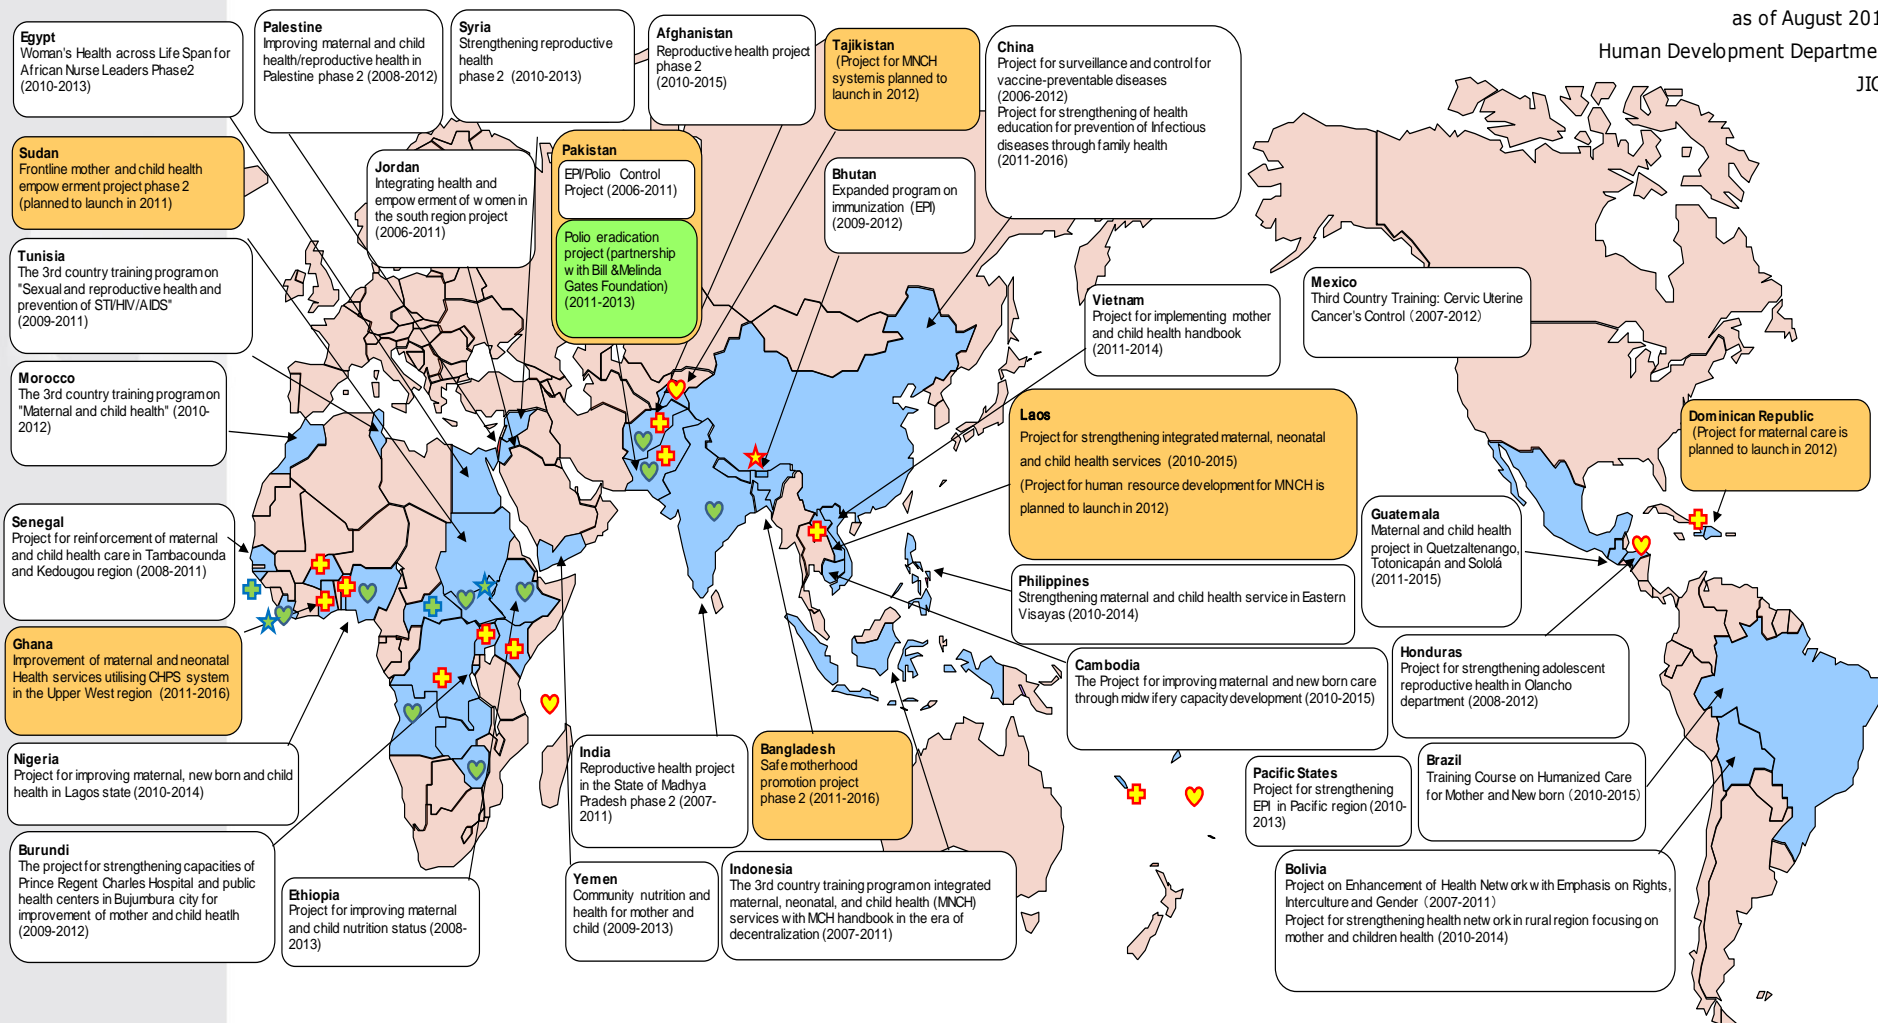 as of August 201
Human Development Departme
JIC
Egypt
Woman's Health across Life Span for
African Nurse Leaders Phase2
(2010-2013)
Palestine
Improving maternal and child
health/reproductive health in
Palestine phase 2 (2008-2012)
Syria
Strengthening reproductive
health
phase 2 (2010-2013)
Afghanistan
Reproductive health project
phase 2
(2010-2015)
Tajikistan
(Project for MNCH
system is planned to
launch in 2012)
China
Project for surveillance and control for
vaccine-preventable diseases
(2006-2012)
Project for strengthening of health
education for prevention of Infectious
diseases through family health
(2011-2016)
Sudan
Frontline mother and child health
empowerment project phase 2
(planned to launch in 2011)
Jordan
Integrating health and
empowerment of women in
the south region project
(2006-2011)
Pakistan
EPI/Polio Control
Project (2006-2011)
Polio eradication
project (partnership
with Bill &Melinda
Gates Foundation)
(2011-2013)
Bhutan
Expanded program on
immunization (EPI)
(2009-2012)
Tunisia
The 3rd country training program on
"Sexual and reproductive health and
prevention of STI/HIV/AIDS"
(2009-2011)
Vietnam
Project for implementing mother
and child health handbook
(2011-2014)
Mexico
Third Country Training: Cervic Uterine
Cancer's Control (2007-2012)
Morocco
The 3rd country training program on
"Maternal and child health" (2010-
2012)
Laos
Project for strengthening integrated maternal, neonatal
and child health services (2010-2015)
(Project for human resource development for MNCH is
planned to launch in 2012)
Dominican Republic
(Project for maternal care is
planned to launch in 2012)
Senegal
Project for reinforcement of maternal
and child health care in Tambacounda
and Kedougou region (2008-2011)
Guatemala
Maternal and child health
project in Quetzaltenango,
Totonicapán and Sololá
(2011-2015)
Philippines
Strengthening maternal and child health service in Eastern
Visayas (2010-2014)
Ghana
Improvement of maternal and neonatal
Health services utilising CHPS system
in the Upper West region (2011-2016)
Cambodia
The Project for improving maternal and new born care
through midwifery capacity development (2010-2015)
Honduras
Project for strengthening adolescent
reproductive health in Olancho
department (2008-2012)
Nigeria
Project for improving maternal, new born and child
health in Lagos state (2010-2014)
India
Reproductive health project
in the State of Madhya
Pradesh phase 2 (2007-
2011)
Bangladesh
Safe motherhood
promotion project
phase 2 (2011-2016)
Pacific States
Project for strengthening
EPI in Pacific region (2010-
2013)
Brazil
Training Course on Humanized Care
for Mother and New born (2010-2015)
Burundi
The project for strengthening capacities of
Prince Regent Charles Hospital and public
health centers in Bujumbura city for
improvement of mother and child heatlh
(2009-2012)
Ethiopia
Project for improving maternal
and child nutrition status (2008-
2013)
Yemen
Community nutrition and
health for mother and
child (2009-2013)
Indonesia
The 3rd country training program on integrated
maternal, neonatal, and child health (MNCH)
services with MCH handbook in the era of
decentralization (2007-2011)
Bolivia
Project on Enhancement of Health Network with Emphasis on Rights,
Interculture and Gender (2007-2011)
Project for strengthening health network in rural region focusing on
mother and children health (2010-2014)